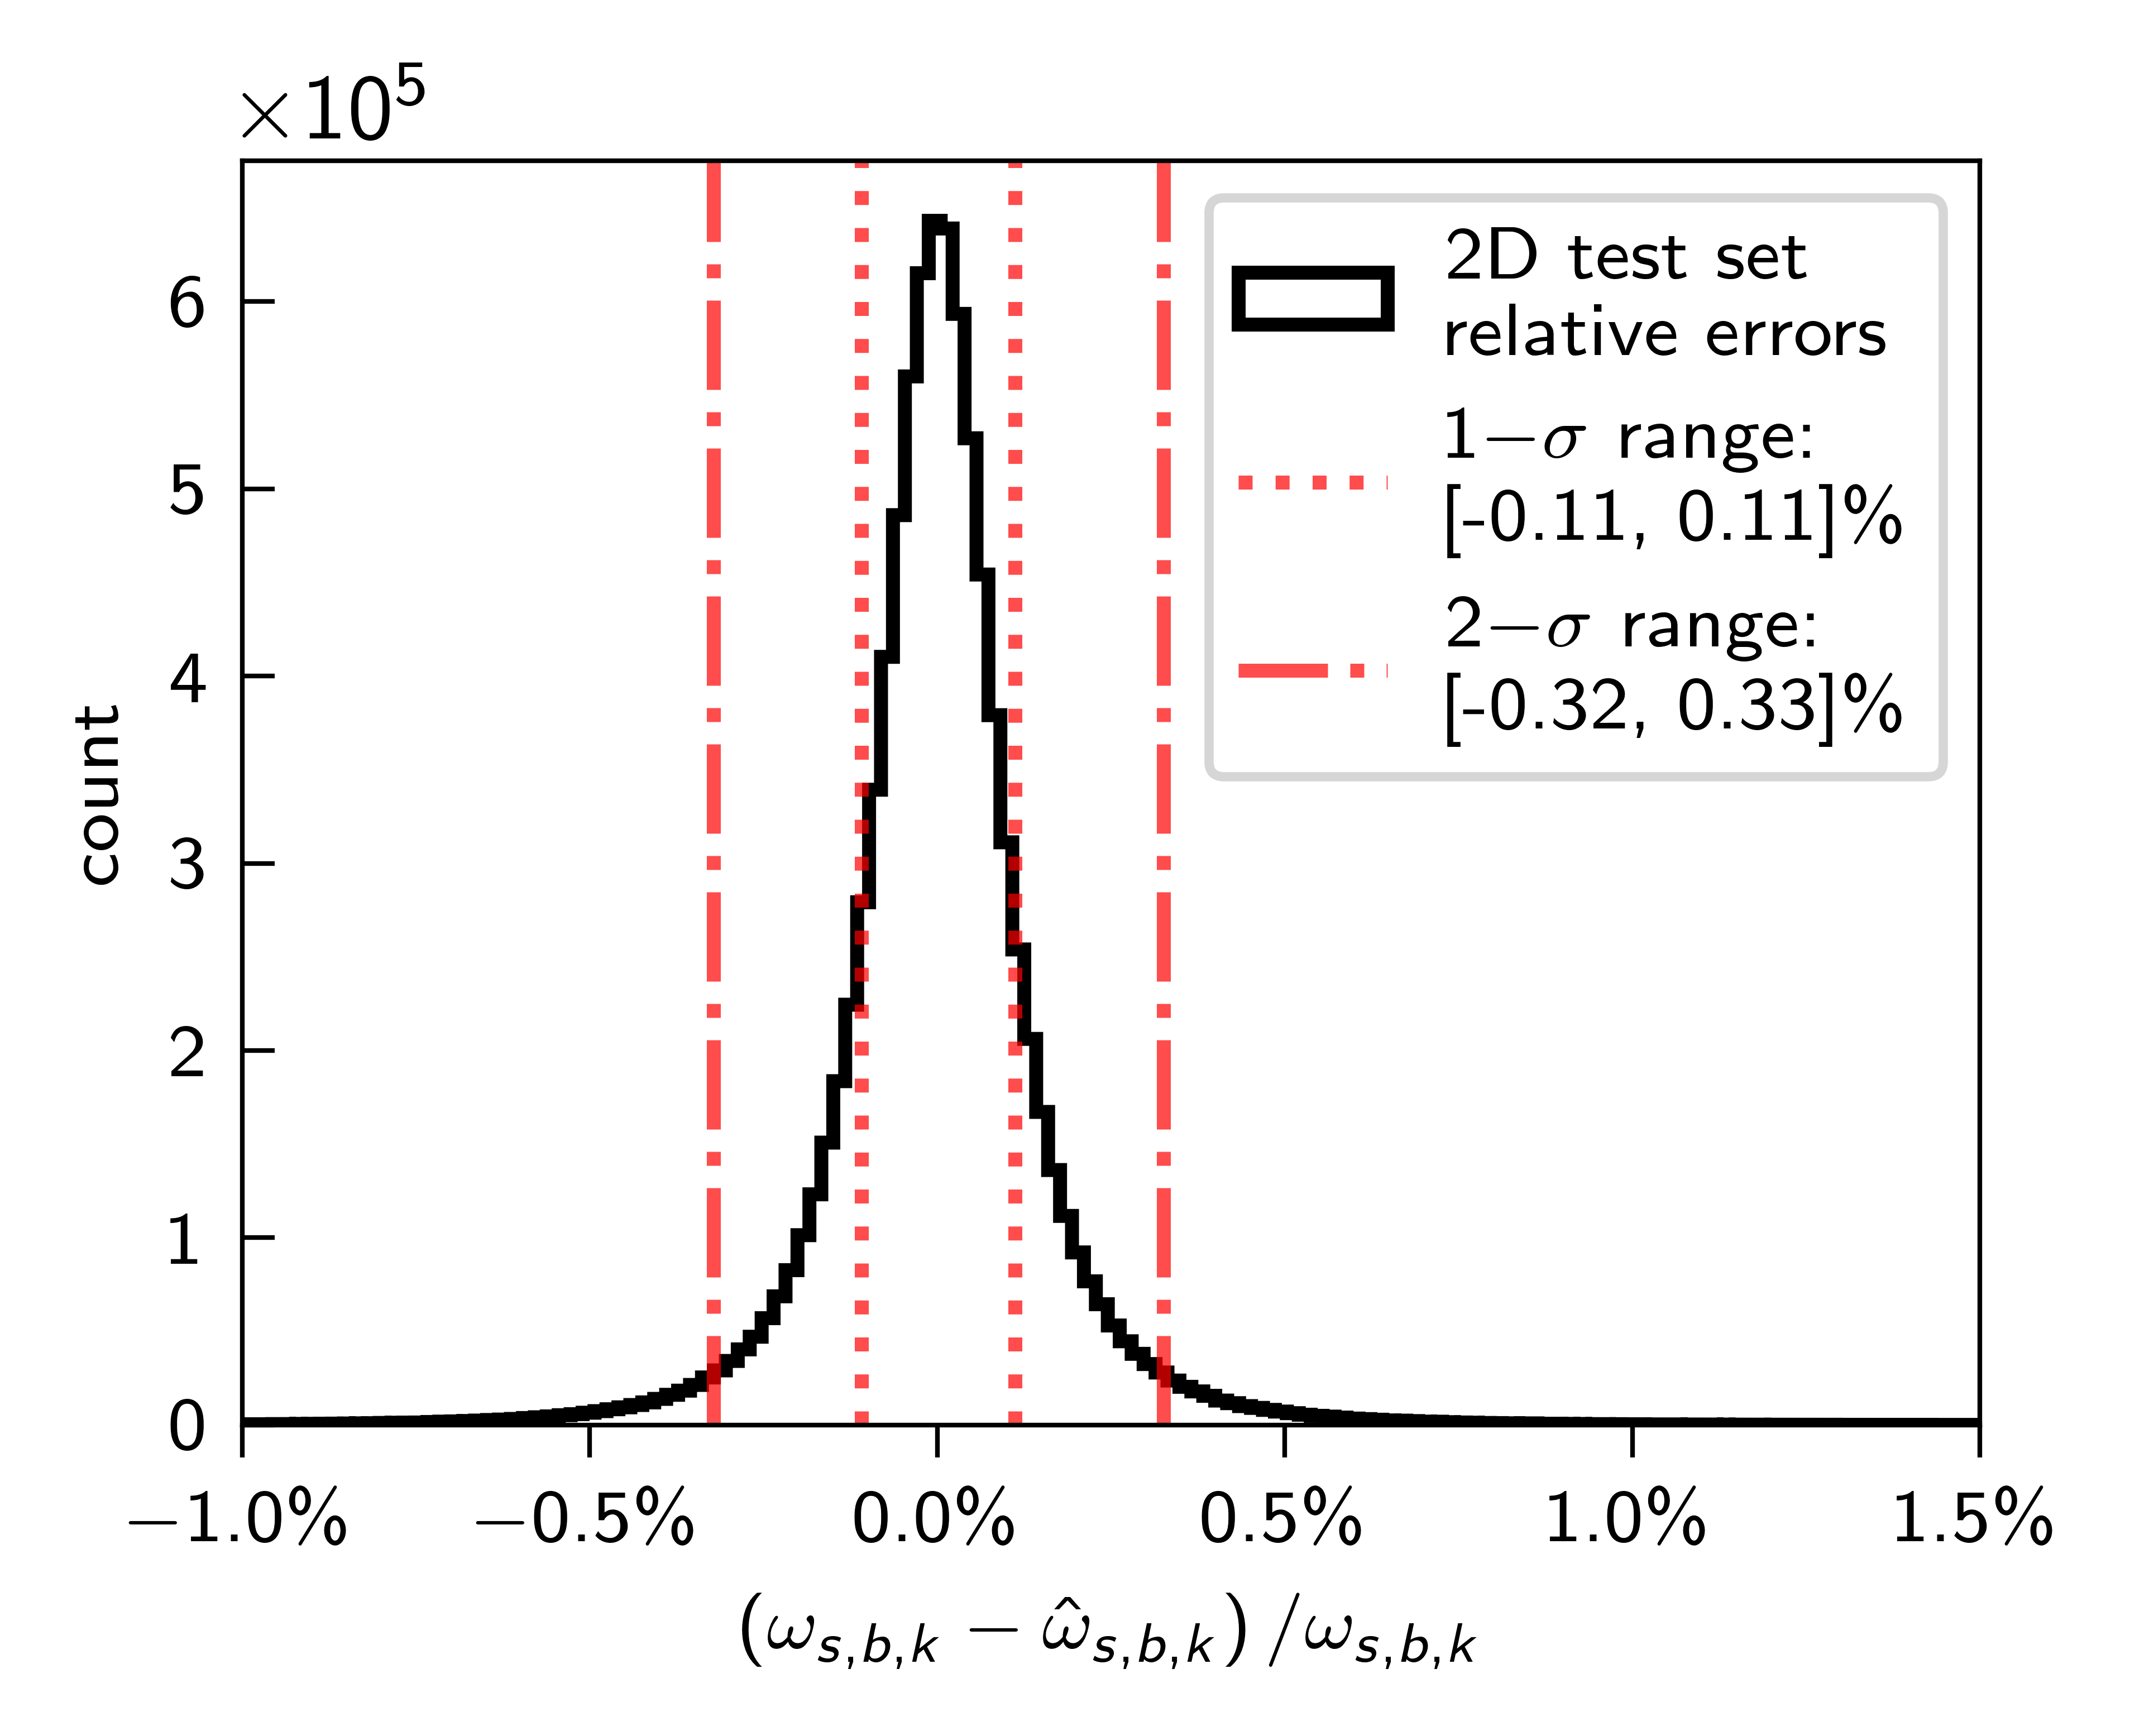 ×10⁵
2D test set
relative errors
1−σ range:
[-0.11, 0.11]%
2−σ range:
[-0.32, 0.33]%
6
5
4
3
2
1
0
count
−1.0% −0.5% 0.0% 0.5% 1.0% 1.5%
(ω_{s,b,k} − ω̂_{s,b,k})/ω_{s,b,k}